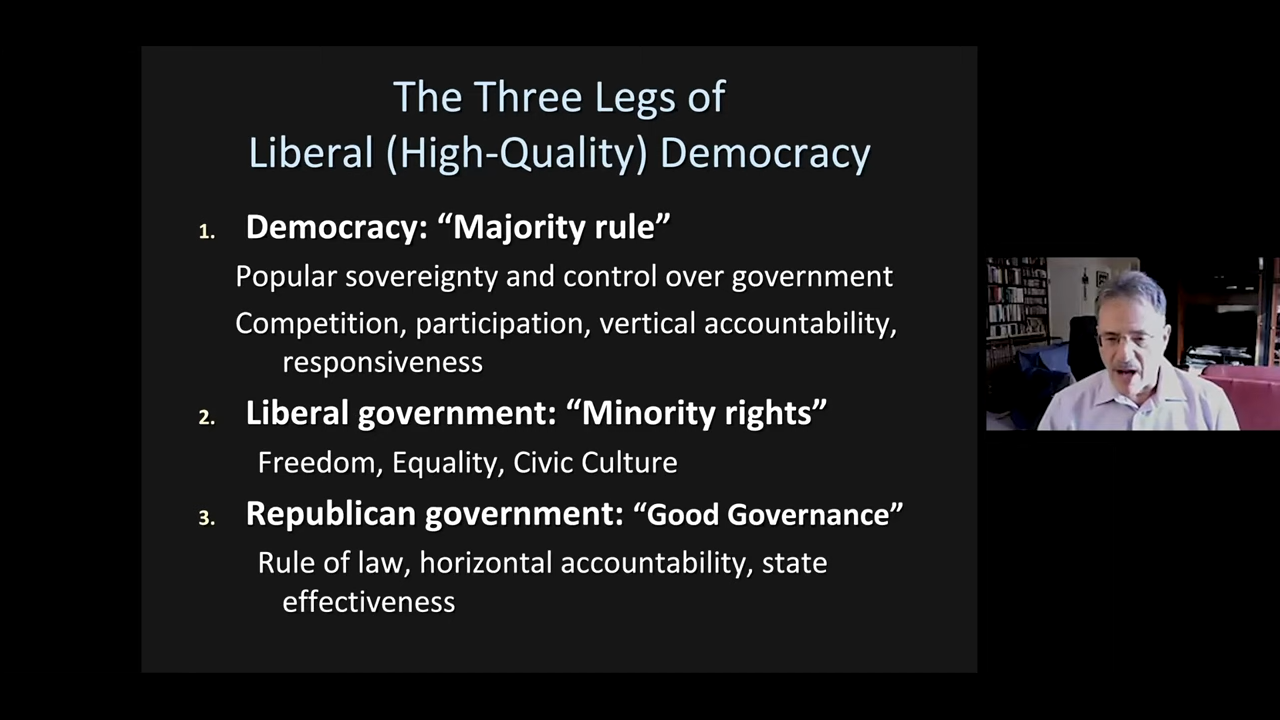 The Three Legs of
Liberal (High-Quality) Democracy
1. Democracy: “Majority rule”
Popular sovereignty and control over government
Competition, participation, vertical accountability,
responsiveness
2. Liberal government: “Minority rights”
Freedom, Equality, Civic Culture
3. Republican government: “Good Governance”
Rule of law, horizontal accountability, state
effectiveness